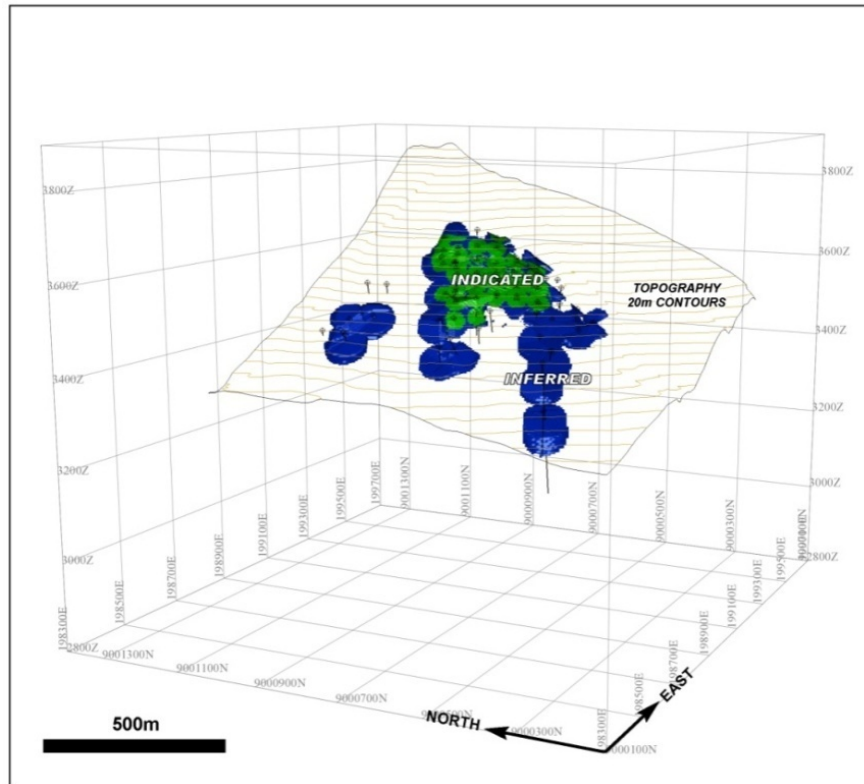 3800Z
3800Z
3600Z
3600Z
INDICATED
TOPOGRAPHY
20m CONTOURS
3400Z
3400Z
INFERRED
3200Z
3200Z
3000Z
3000Z
2800Z
2800Z
198300E
198500E
198700E
198900E
199100E
199300E
199500E
199700E
9001300N
9001100N
9000900N
9000700N
9000500N
9000300N
199500E
199300E
199100E
198900E
198700E
198500E
198300E
9001300N
9001100N
9000900N
9000700N
9000300N
9000100N
NORTH
EAST
500m